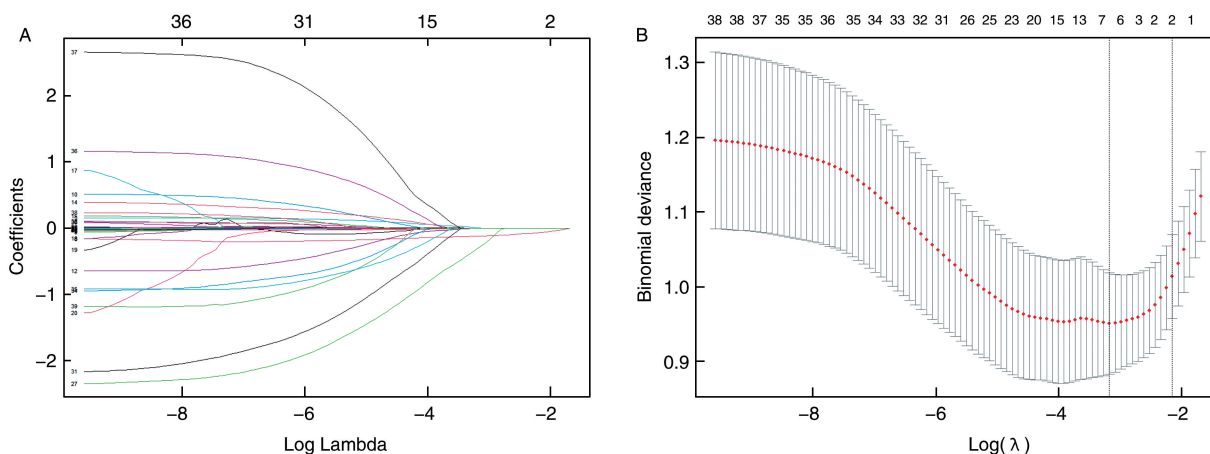 A
36 31 15 2
Coefficients
2
1
0
−1
−2
37
36
17
10
14
18
19
12
39
20
31
27
−8 −6 −4 −2
Log Lambda
B
38 38 37 35 35 36 35 34 33 32 31 26 25 23 20 15 13 7 6 3 2 2 1
Binomial deviance
1.3
1.2
1.1
1.0
0.9
−8 −6 −4 −2
Log( λ )